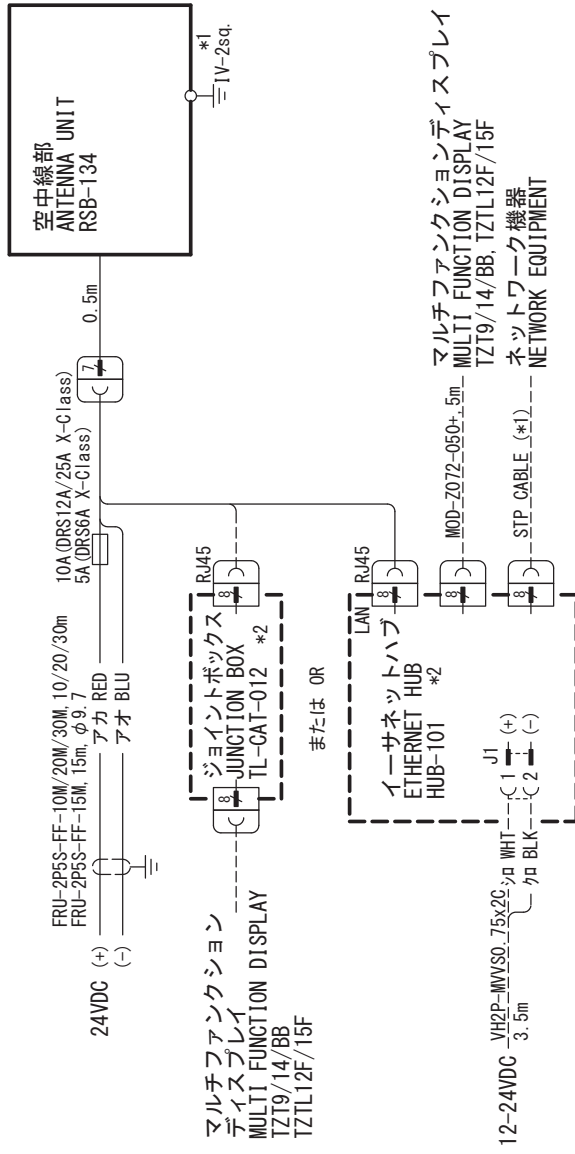 空中線部
ANTENNA UNIT
RSB-134
*1
IV-2sq.
0.5m
7
10A(DRS12A/25A X-Class)
5A(DRS6A X-Class)
FRU-2P5S-FF-10M/20M/30M, 10/20/30m
FRU-2P5S-FF-15M, 15m, φ9.7
24VDC (+)
(-)
アカ RED
アオ BLU
マルチファンクション
ディスプレイ
MULTI FUNCTION DISPLAY
TZT9/14/BB
TZTL12F/15F
8
ジョイントボックス
JUNCTION BOX
TL-CAT-012 *2
8
RJ45
または OR
イーサネットハブ
ETHERNET HUB
HUB-101 *2
LAN RJ45
8
8
8
MOD-Z072-050+, 5m
マルチファンクションディスプレイ
MULTI FUNCTION DISPLAY
TZT9/14/BB, TZTL12F/15F
STP CABLE (*1)
ネットワーク機器
NETWORK EQUIPMENT
12-24VDC
VH2P-MVVS0.75x2C
3.5m
シロ WHT
クロ BLK
J1
1 (+)
2 (-)